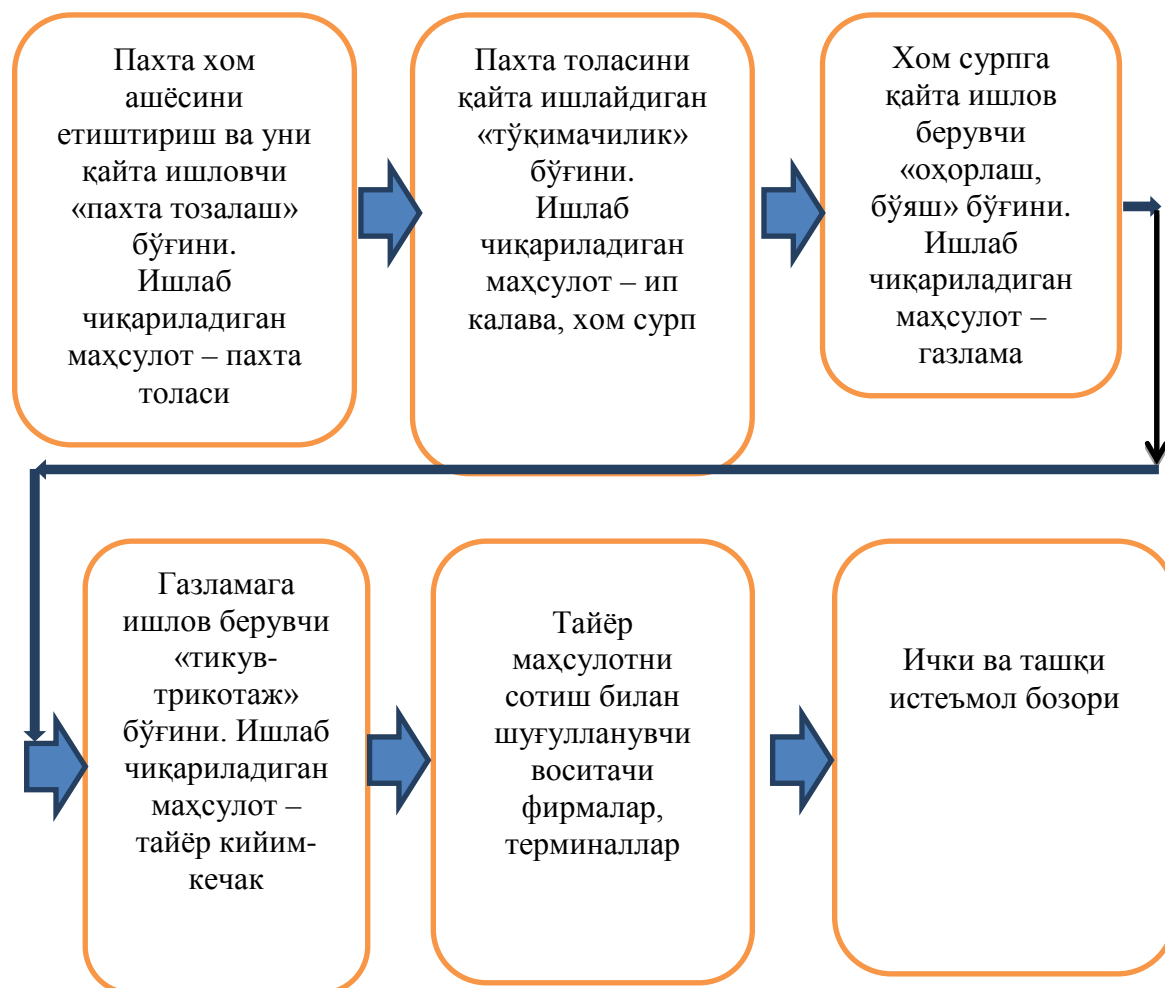 Пахта хом
ашёсини
етиштириш ва уни
қайта ишловчи
«пахта тозалаш»
бўғини.
Ишлаб
чиқариладиган
маҳсулот – пахта
толаси
Пахта толасини
қайта ишлайдиган
«тўқимачилик»
бўғини.
Ишлаб
чиқариладиган
маҳсулот – ип
калава, хом сурп
Хом сурпга
қайта ишлов
берувчи
«оҳорлаш,
бўяш» бўғини.
Ишлаб
чиқариладиган
маҳсулот –
газлама
Газламага
ишлов берувчи
«тикув-
трикотаж»
бўғини. Ишлаб
чиқариладиган
маҳсулот –
тайёр кийим-
кечак
Тайёр
маҳсулотни
сотиш билан
шуғулланувчи
воситачи
фирмалар,
терминаллар
Ички ва ташқи
истеъмол бозори